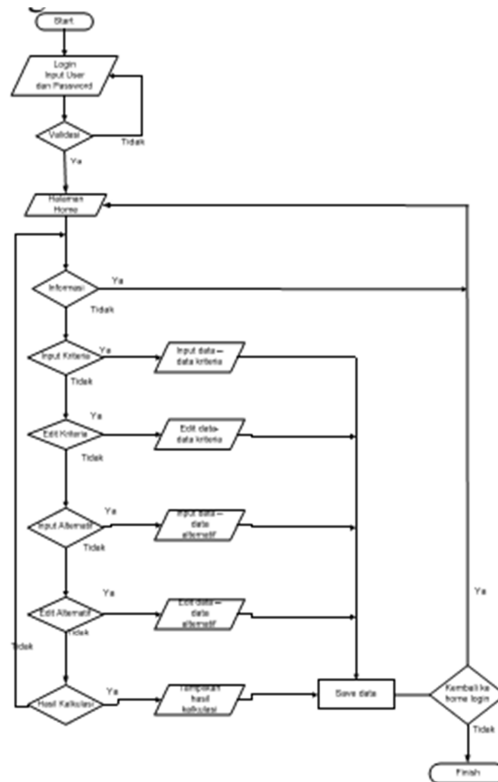 Start
Login
Input User
dan Password
Validasi
Tidak
Ya
Halaman
Home
Informasi
Ya
Tidak
Input Kriteria
Ya
Input data –
data kriteria
Tidak
Edit Kriteria
Ya
Edit data-
data kriteria
Tidak
Input Alternatif
Ya
Input data –
data
alternatif
Tidak
Edit Alternatif
Ya
Edit data –
data
alternatif
Tidak
Tidak
Hasil Kalkulasi
Ya
Tampilkan
hasil
kalkulasi
Save data
Kembali ke
home login
Ya
Tidak
Finish